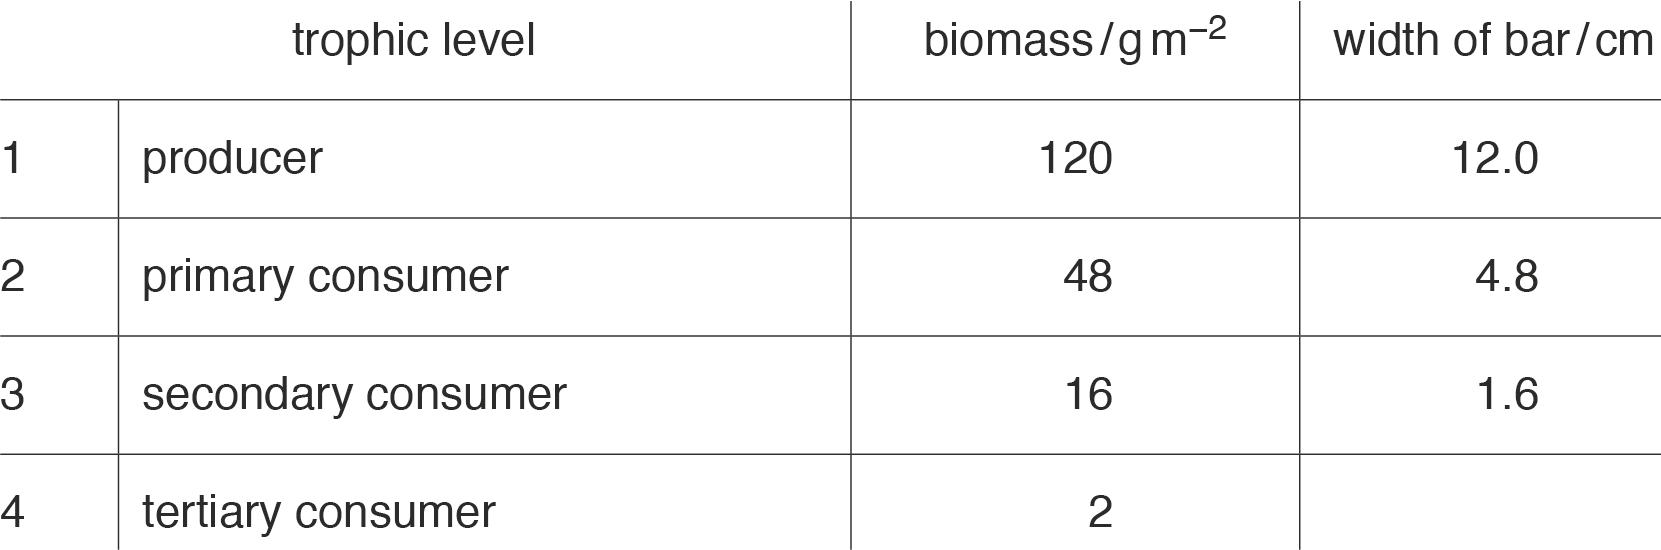 trophic level biomass / g m⁻² width of bar / cm
1 producer 120 12.0
2 primary consumer 48 4.8
3 secondary consumer 16 1.6
4 tertiary consumer 2